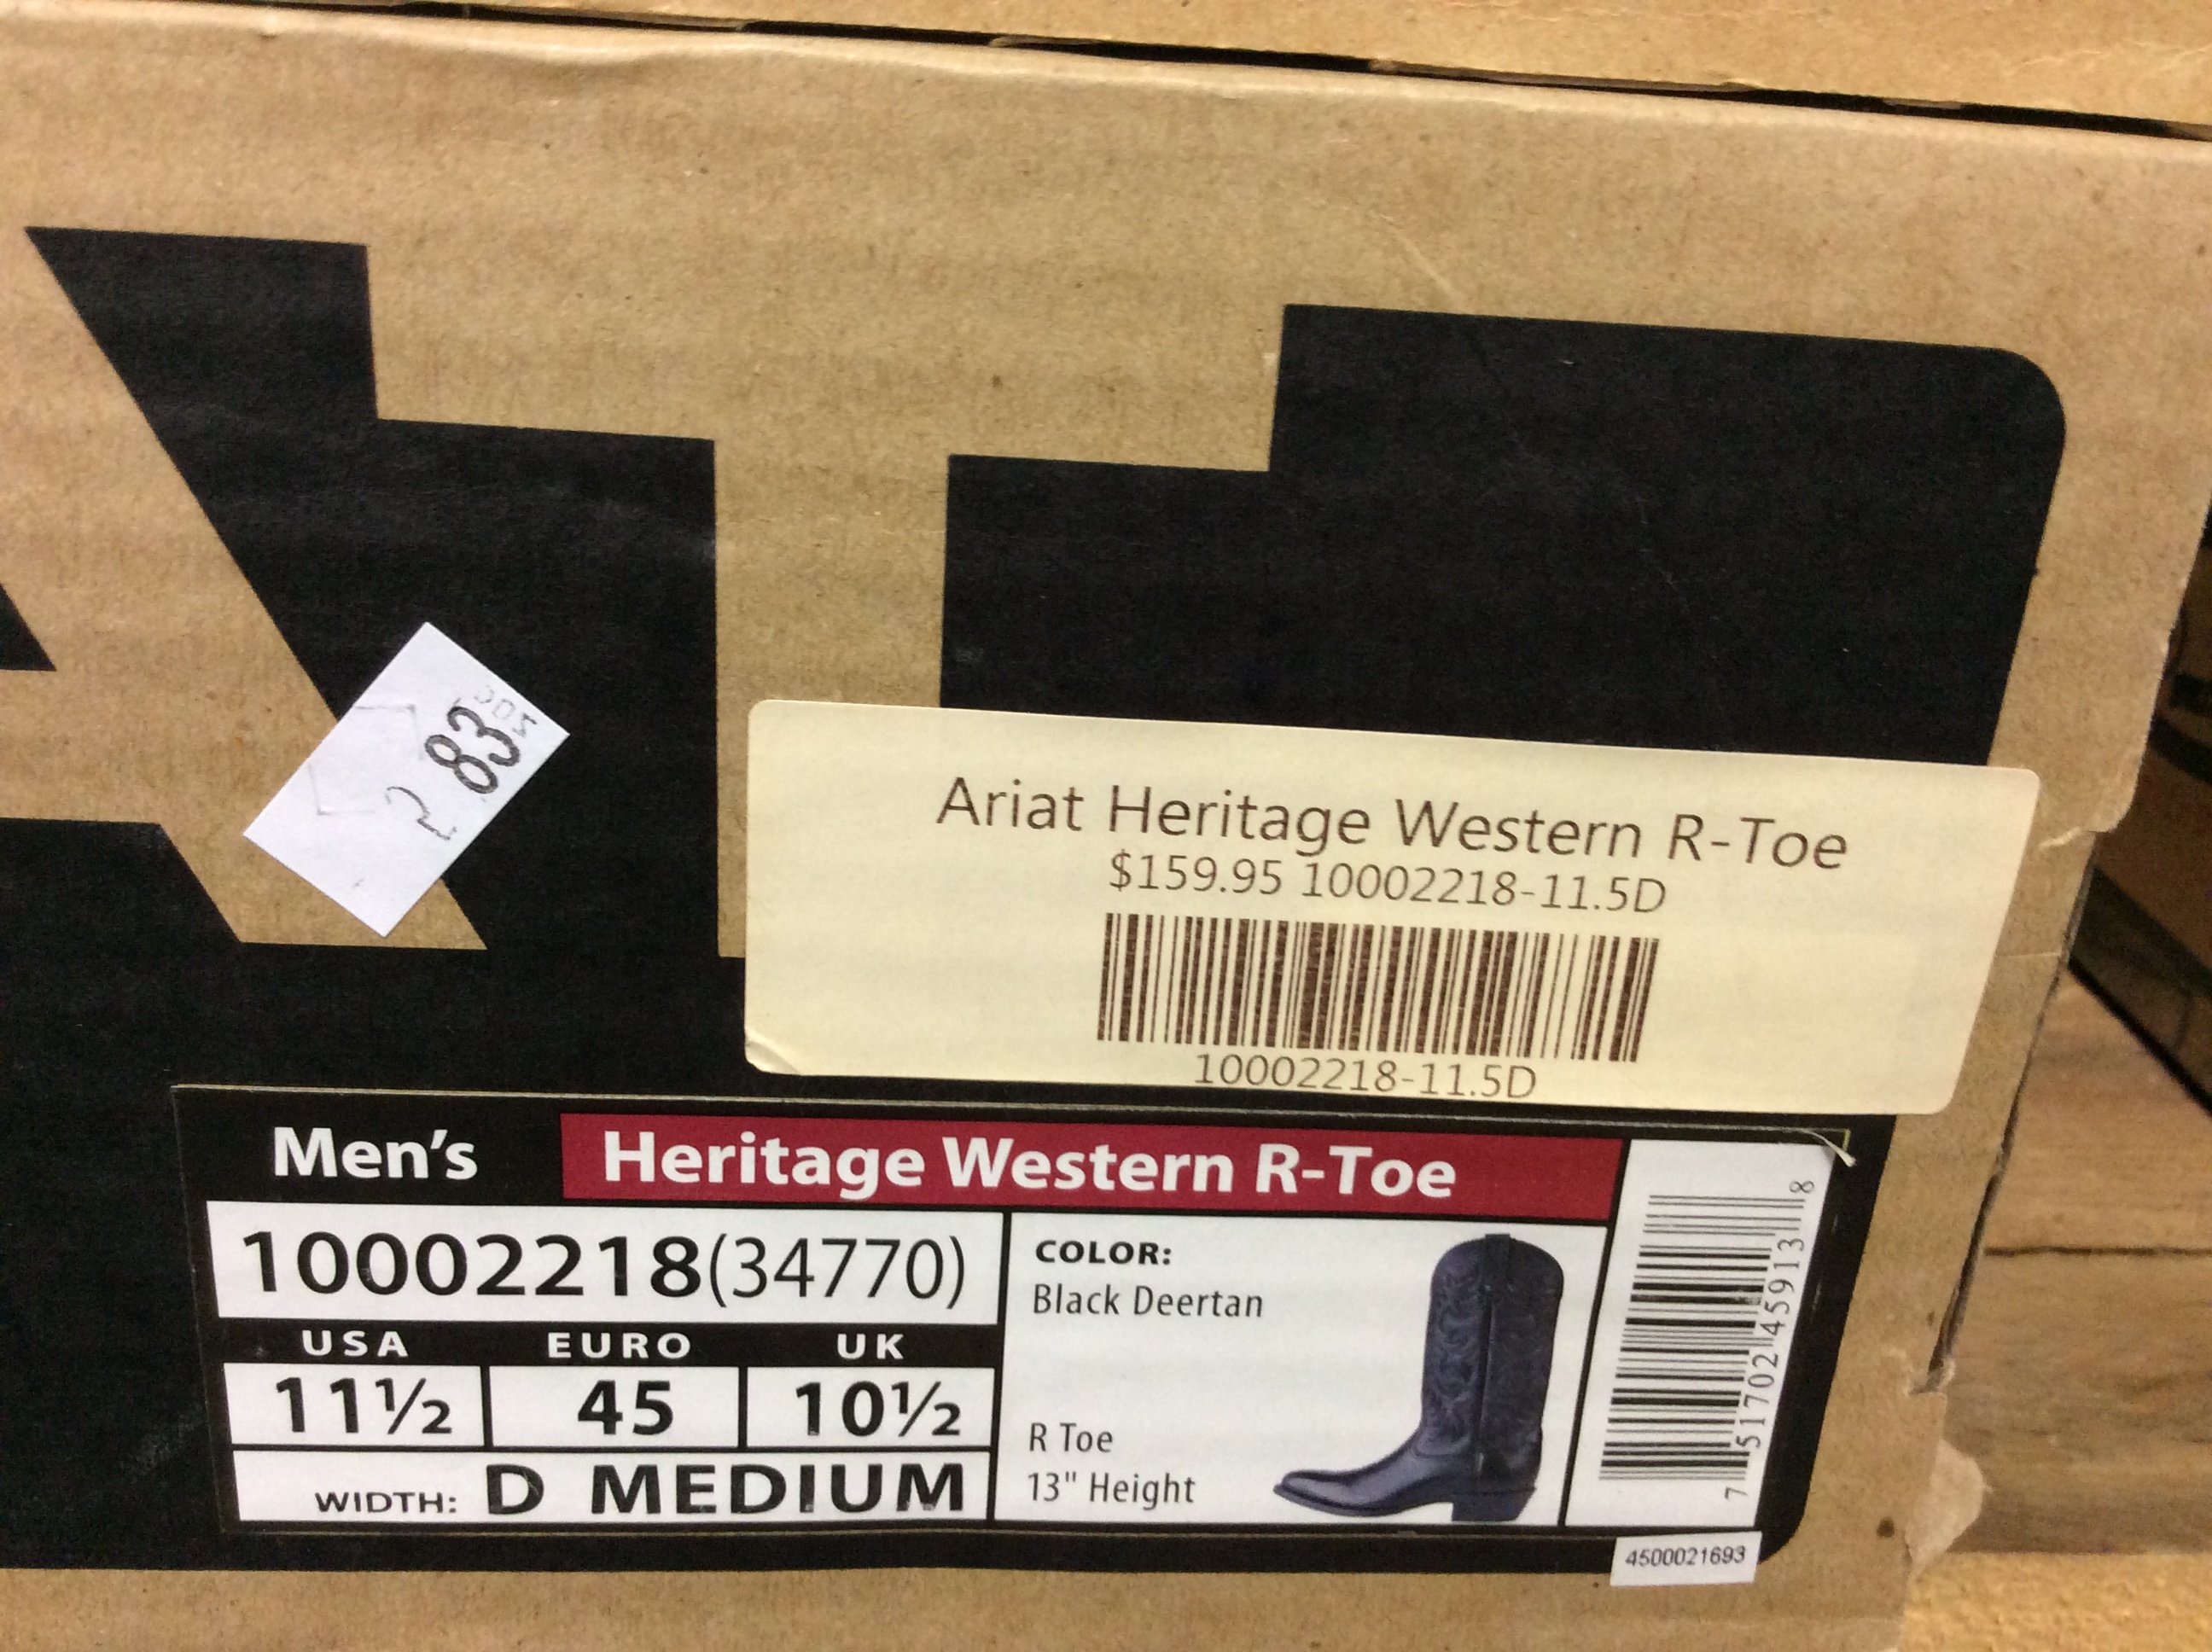 AT
83
Ariat Heritage Western R-Toe
$159.95 10002218-11.5D
10002218-11.5D
Men's Heritage Western R-Toe
10002218(34770)
USA EURO UK
11½ 45 10½
WIDTH: D MEDIUM
COLOR:
Black Deertan
R Toe
13" Height
7 51702 45913 8
4500021693